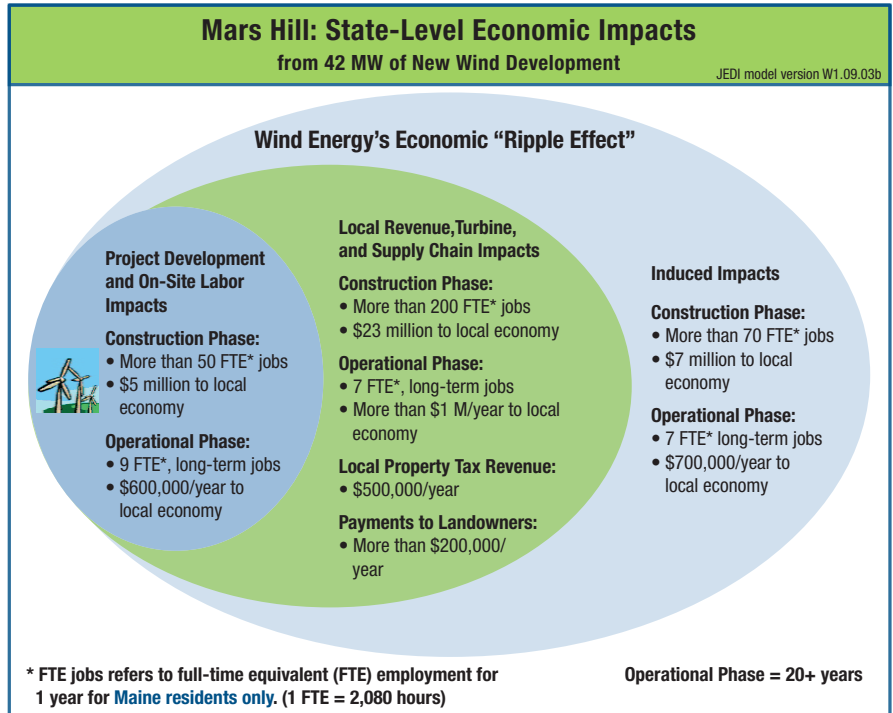 Mars Hill: State-Level Economic Impacts
from 42 MW of New Wind Development
JEDI model version W1.09.03b
Wind Energy's Economic “Ripple Effect”
Project Development
and On-Site Labor
Impacts
Construction Phase:
• More than 50 FTE* jobs
• $5 million to local
economy
Operational Phase:
• 9 FTE*, long-term jobs
• $600,000/year to
local economy
Local Revenue,Turbine,
and Supply Chain Impacts
Construction Phase:
• More than 200 FTE* jobs
• $23 million to local economy
Operational Phase:
• 7 FTE*, long-term jobs
• More than $1 M/year to local
economy
Local Property Tax Revenue:
• $500,000/year
Payments to Landowners:
• More than $200,000/
year
Induced Impacts
Construction Phase:
• More than 70 FTE* jobs
• $7 million to local
economy
Operational Phase:
• 7 FTE* long-term jobs
• $700,000/year to
local economy
* FTE jobs refers to full-time equivalent (FTE) employment for
1 year for Maine residents only. (1 FTE = 2,080 hours)
Operational Phase = 20+ years